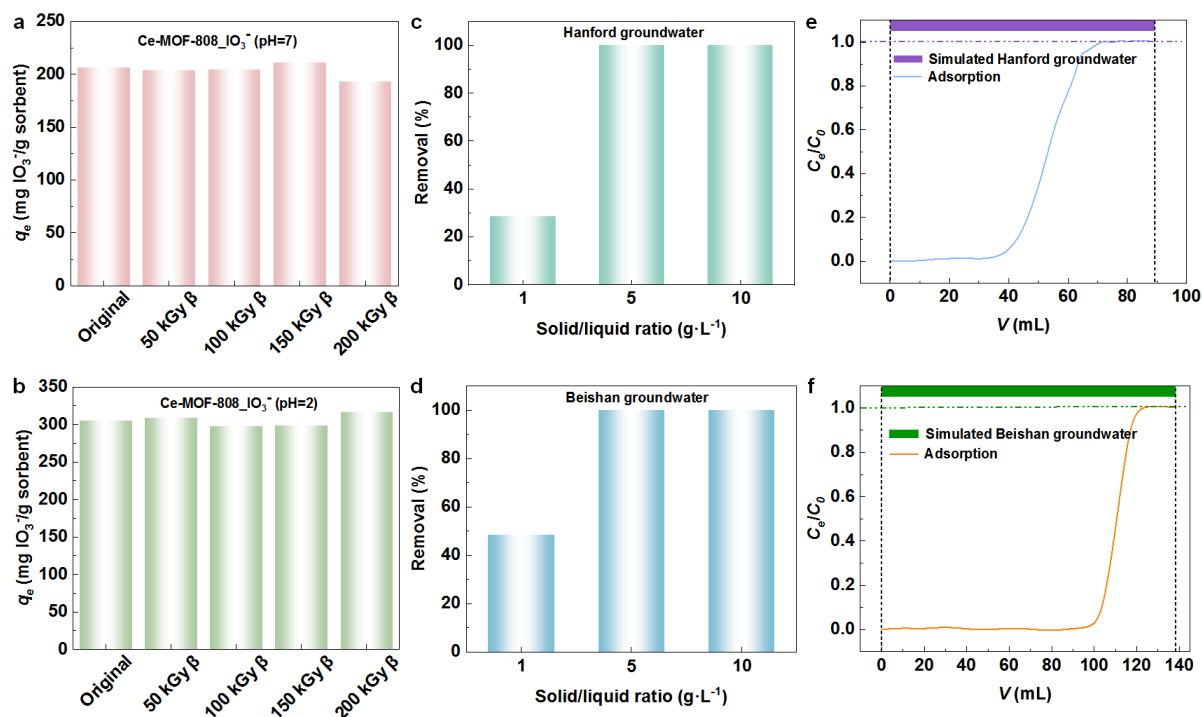 a
Ce-MOF-808_IO₃⁻ (pH=7)
qₑ (mg IO₃⁻/g sorbent)
250
200
150
100
50
0
Original
50 kGy β
100 kGy β
150 kGy β
200 kGy β
b
Ce-MOF-808_IO₃⁻ (pH=2)
qₑ (mg IO₃⁻/g sorbent)
350
300
250
200
150
100
50
0
Original
50 kGy β
100 kGy β
150 kGy β
200 kGy β
c
Hanford groundwater
Removal (%)
100
80
60
40
20
0
1
5
10
Solid/liquid ratio (g·L⁻¹)
d
Beishan groundwater
Removal (%)
100
80
60
40
20
0
1
5
10
Solid/liquid ratio (g·L⁻¹)
e
Simulated Hanford groundwater
Adsorption
Cₑ/C₀
1.0
0.8
0.6
0.4
0.2
0.0
0
20
40
60
80
100
V (mL)
f
Simulated Beishan groundwater
Adsorption
Cₑ/C₀
1.0
0.8
0.6
0.4
0.2
0.0
0
20
40
60
80
100
120
140
V (mL)